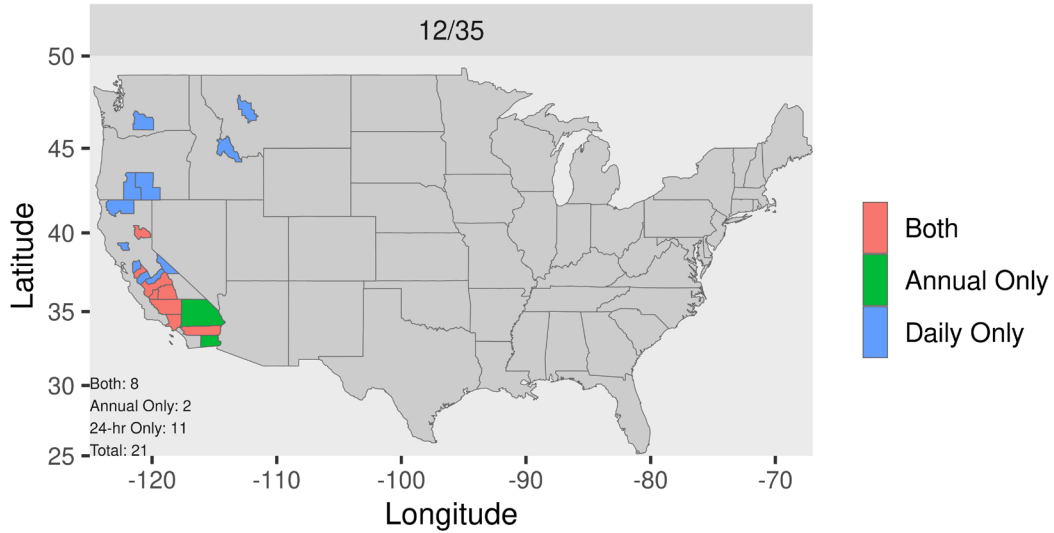 12/35
50
45
40
35
30
25
Latitude
Both: 8
Annual Only: 2
24-hr Only: 11
Total: 21
-120 -110 -100 -90 -80 -70
Longitude
Both
Annual Only
Daily Only